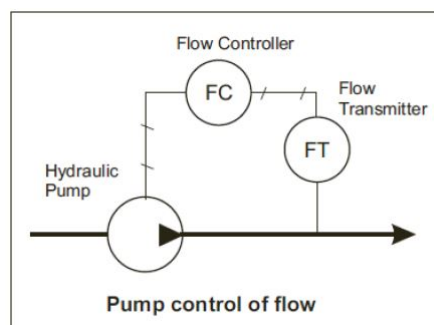 Flow Controller
FC
Flow
Transmitter
FT
Hydraulic
Pump
Pump control of flow